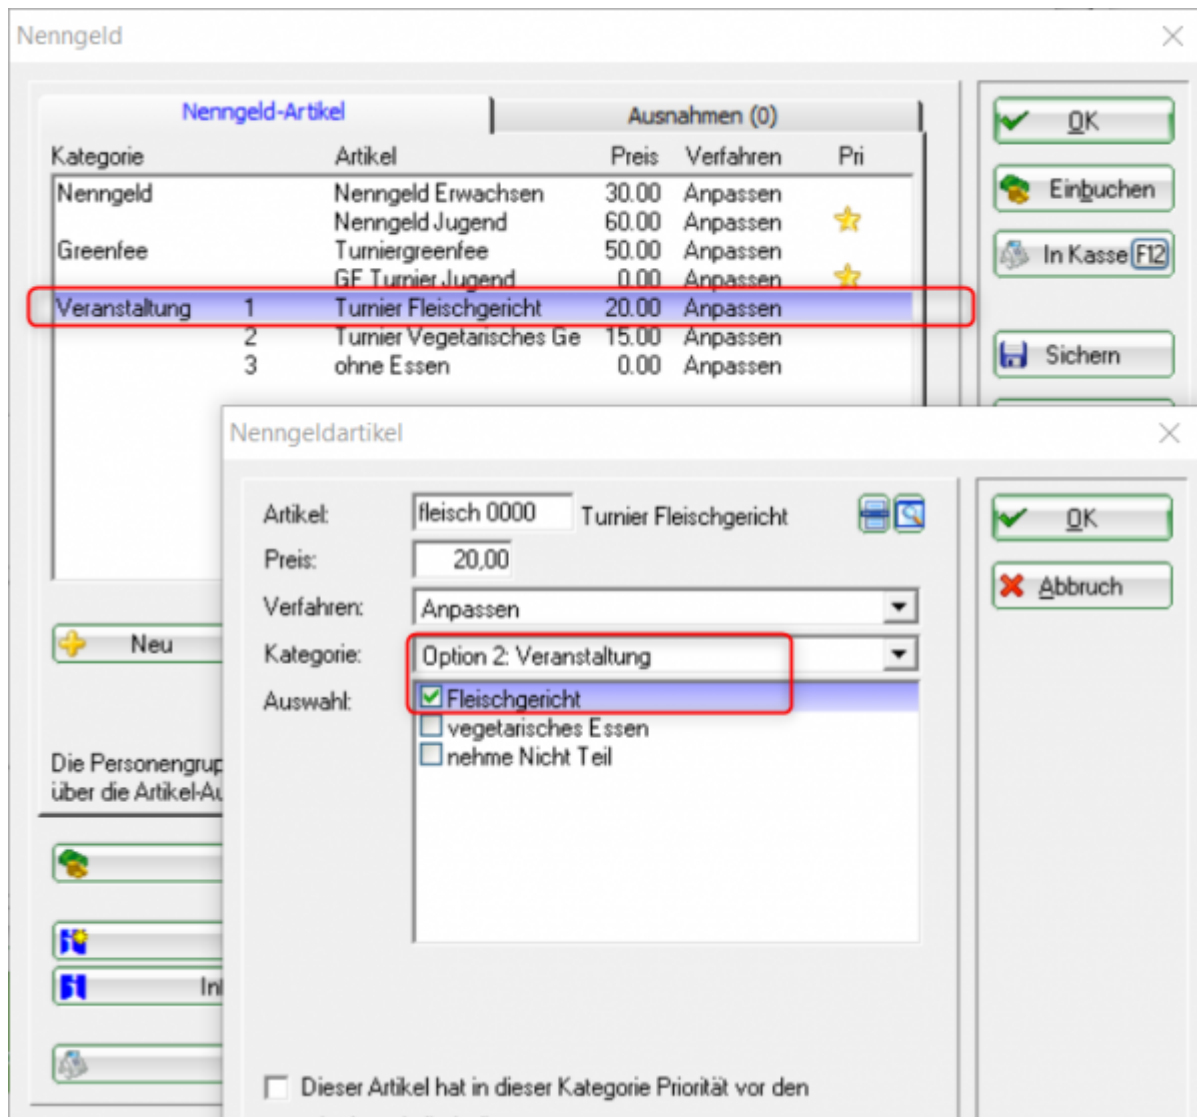 Nenngeld
Nenngeld-Artikel Ausnahmen (0)
Kategorie Artikel Preis Verfahren Pri
Nenngeld Nenngeld Erwachsen 30.00 Anpassen
Nenngeld Jugend 60.00 Anpassen
Greenfee Turniergreenfee 50.00 Anpassen
GF Turnier Jugend 0.00 Anpassen
Veranstaltung 1 Turnier Fleischgericht 20.00 Anpassen
2 Turnier Vegetarisches Ge 15.00 Anpassen
3 ohne Essen 0.00 Anpassen
OK
Einbuchen
In Kasse F12
Sichern
Neu
Die Personengrup
über die Artikel-Au
Nenngeldartikel
Artikel: fleisch 0000 Turnier Fleischgericht
Preis: 20,00
Verfahren: Anpassen
Kategorie: Option 2: Veranstaltung
Auswahl: Fleischgericht
vegetarisches Essen
nehme Nicht Teil
OK
Abbruch
Dieser Artikel hat in dieser Kategorie Priorität vor den